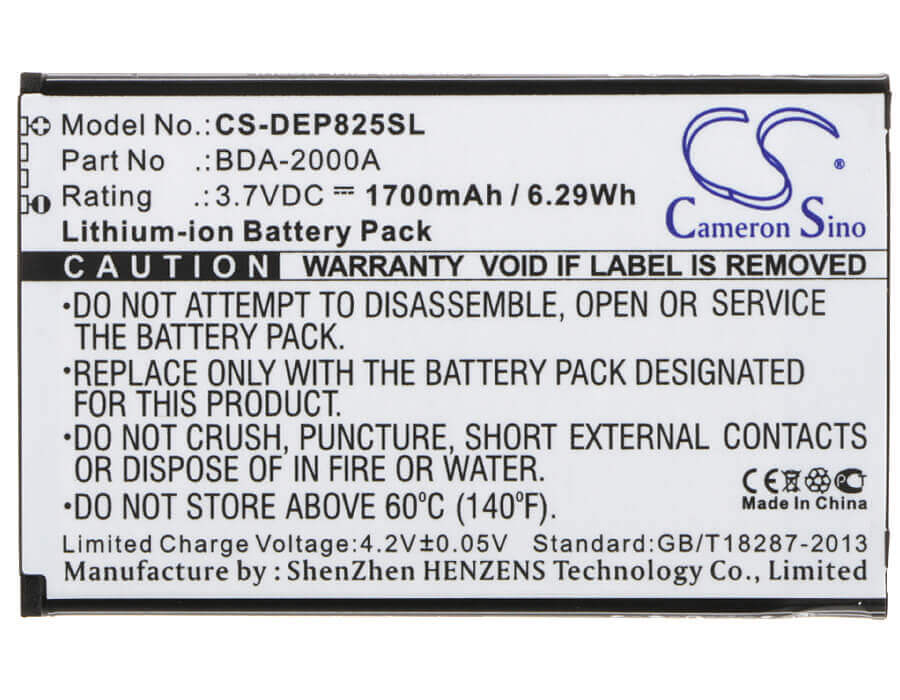 Model No.: CS-DEP825SL
Part No : BDA-2000A
Rating : 3.7VDC ⎓ 1700mAh / 6.29Wh
Lithium-ion Battery Pack
CS
®
Cameron Sino
CAUTION WARRANTY VOID IF LABEL IS REMOVED
•DO NOT ATTEMPT TO DISASSEMBLE, OPEN OR SERVICE
THE BATTERY PACK.
•REPLACE ONLY WITH THE BATTERY PACK DESIGNATED
FOR THIS EQUIPMENT.
•DO NOT CRUSH, PUNCTURE, SHORT EXTERNAL CONTACTS
OR DISPOSE OF IN FIRE OR WATER.
•DO NOT STORE ABOVE 60°C (140°F).
CE
Made In China
Limited Charge Voltage:4.2V±0.05V Standard:GB/T18287-2013
Manufacture by : ShenZhen HENZENS Technology Co., Limited